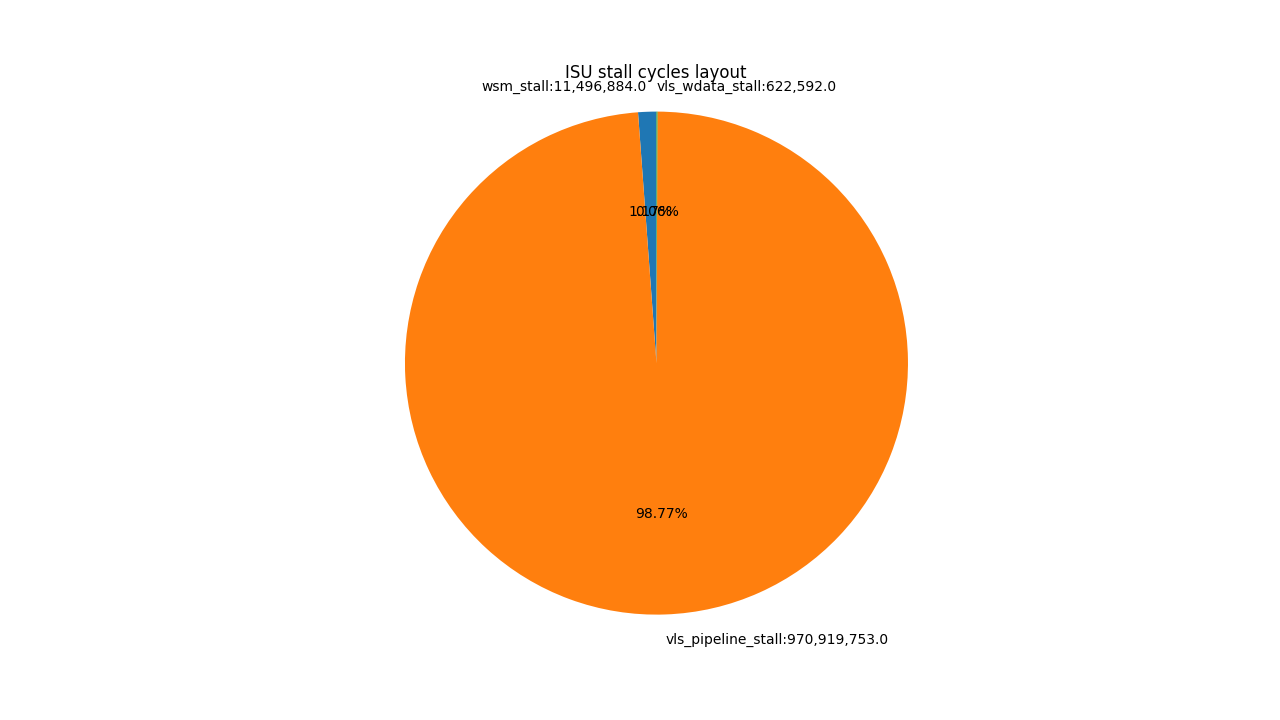 ISU stall cycles layout
wsm_stall:11,496,884.0
vls_wdata_stall:622,592.0
98.77%
vls_pipeline_stall:970,919,753.0